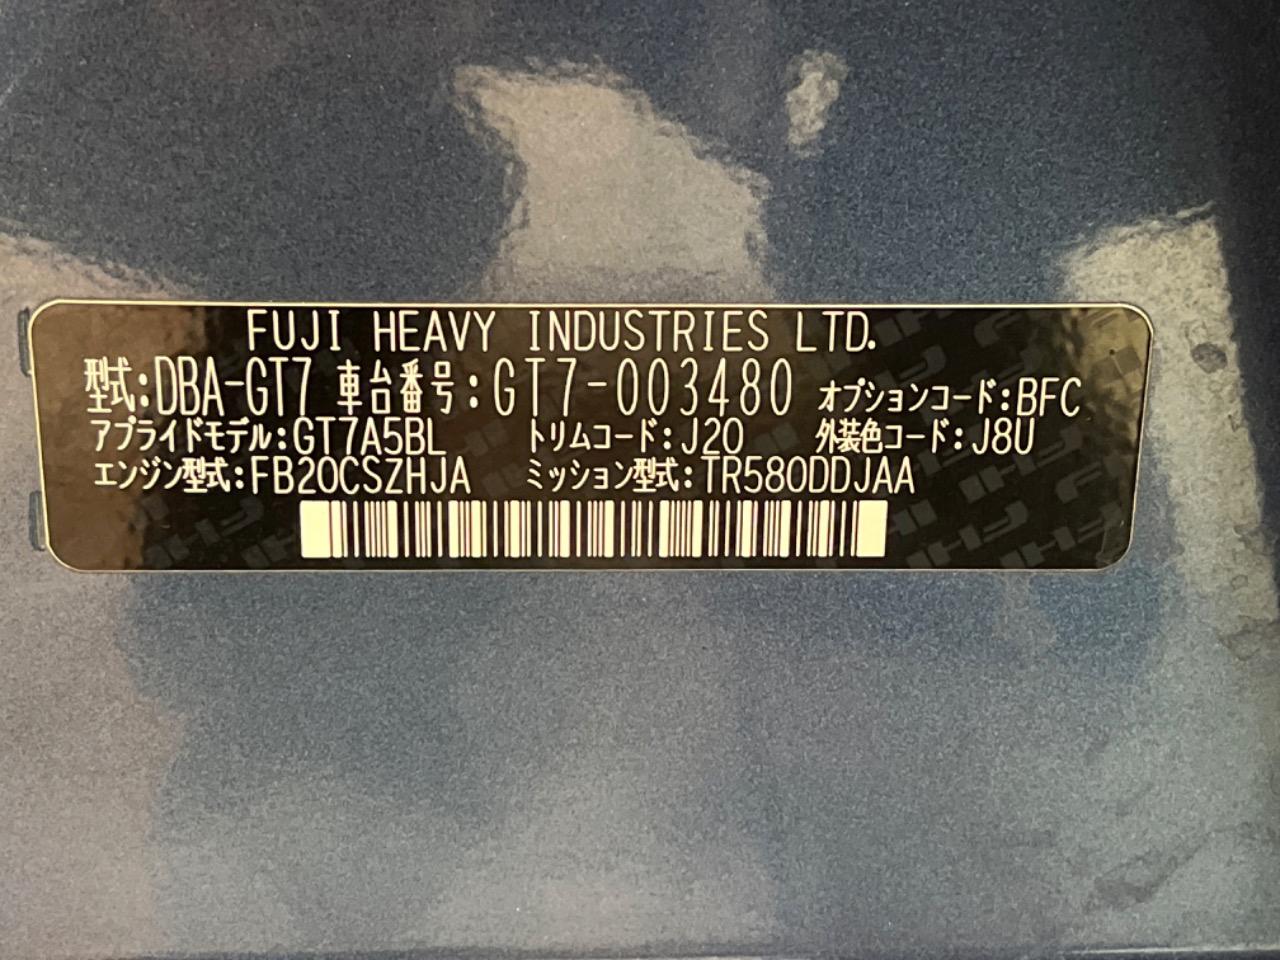 FUJI HEAVY INDUSTRIES LTD.
型式:DBA-GT7 車台番号:GT7-003480 オプションコード:BFC
アプライドモデル:GT7A5BL トリムコード:J20 外装色コード:J8U
エンジン型式:FB20CSZHJA ミッション型式:TR580DDJAA